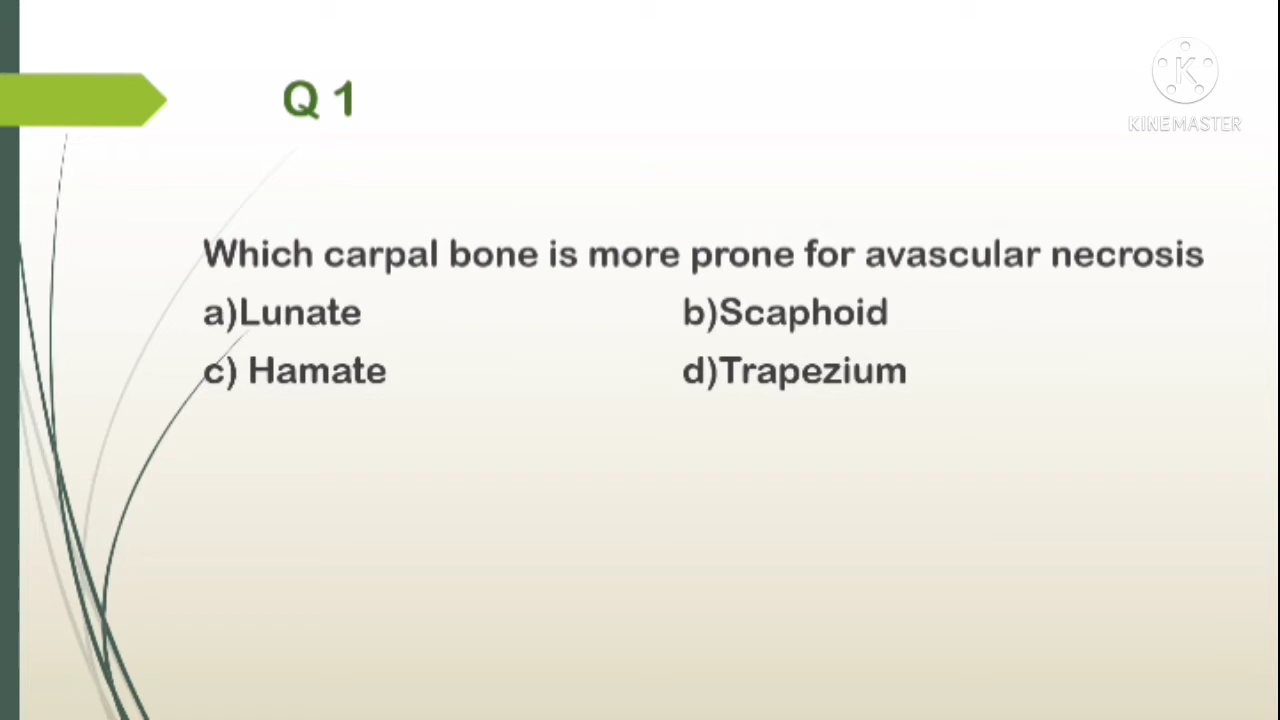 Q 1
KINEMASTER
Which carpal bone is more prone for avascular necrosis
a)Lunate b)Scaphoid
c) Hamate d)Trapezium